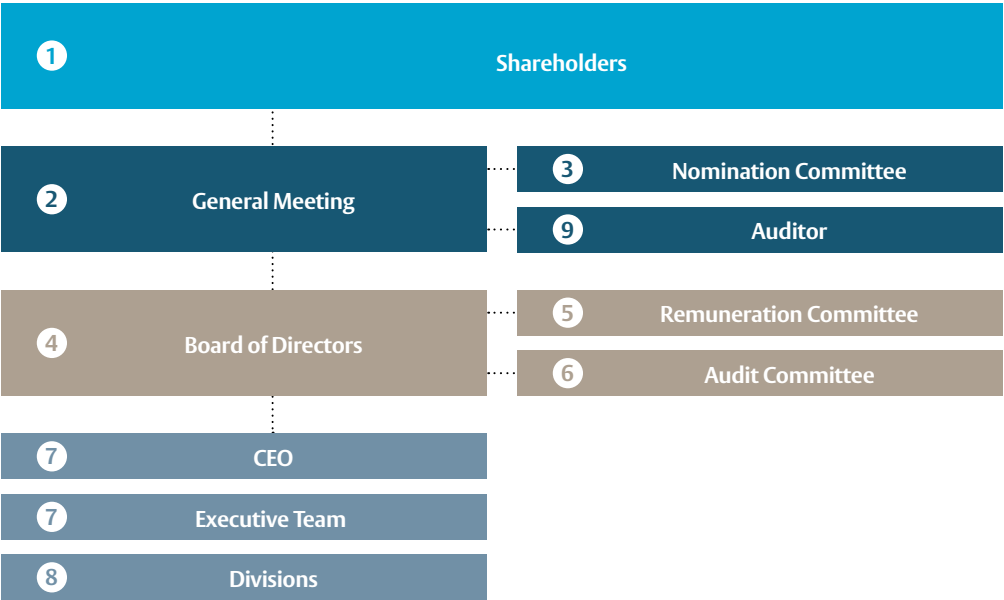 1 Shareholders
2 General Meeting
3 Nomination Committee
9 Auditor
4 Board of Directors
5 Remuneration Committee
6 Audit Committee
7 CEO
7 Executive Team
8 Divisions